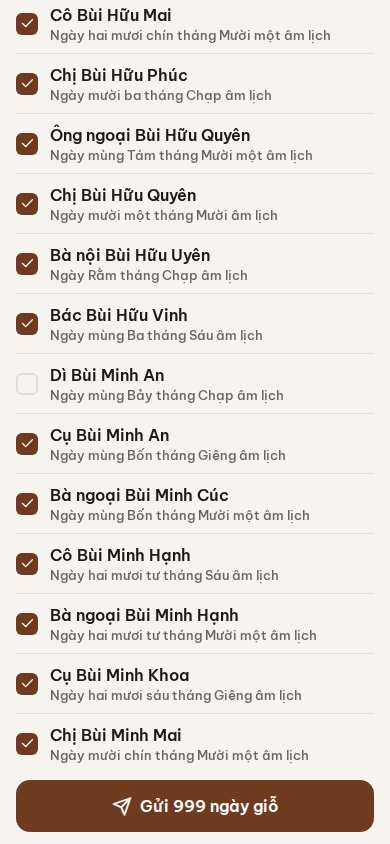 Cô Bùi Hữu Mai
Ngày hai mươi chín tháng Mười một âm lịch
Chị Bùi Hữu Phúc
Ngày mười ba tháng Chạp âm lịch
Ông ngoại Bùi Hữu Quyên
Ngày mùng Tám tháng Mười một âm lịch
Chị Bùi Hữu Quyên
Ngày mười một tháng Mười âm lịch
Bà nội Bùi Hữu Uyên
Ngày Rằm tháng Chạp âm lịch
Bác Bùi Hữu Vinh
Ngày mùng Ba tháng Sáu âm lịch
Dì Bùi Minh An
Ngày mùng Bảy tháng Chạp âm lịch
Cụ Bùi Minh An
Ngày mùng Bốn tháng Giêng âm lịch
Bà ngoại Bùi Minh Cúc
Ngày mùng Bốn tháng Mười một âm lịch
Cô Bùi Minh Hạnh
Ngày hai mươi tư tháng Sáu âm lịch
Bà ngoại Bùi Minh Hạnh
Ngày hai mươi tư tháng Mười một âm lịch
Cụ Bùi Minh Khoa
Ngày hai mươi sáu tháng Giêng âm lịch
Chị Bùi Minh Mai
Ngày mười chín tháng Mười một âm lịch
Gửi 999 ngày giỗ